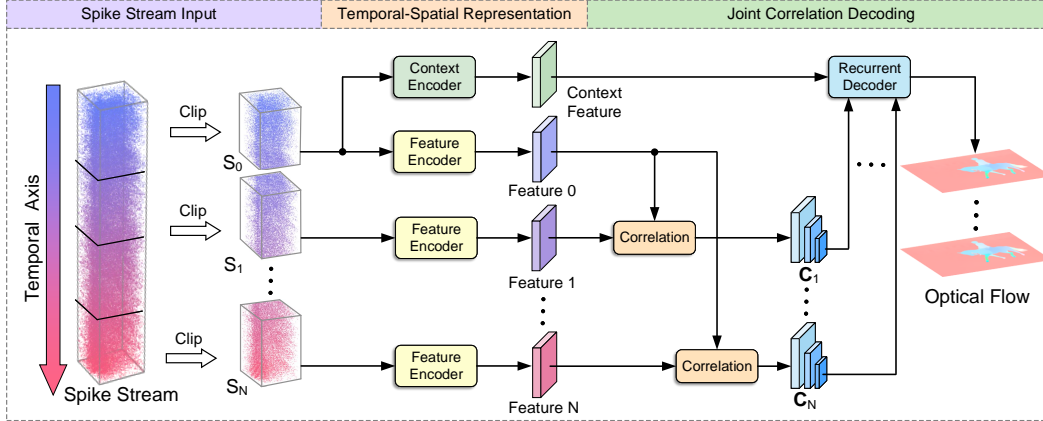 Spike Stream Input
Temporal-Spatial Representation
Joint Correlation Decoding
Temporal Axis
Spike Stream
Clip
Clip
Clip
S0
S1
SN
Context
Encoder
Feature
Encoder
Feature
Encoder
Feature
Encoder
Context
Feature
Feature 0
Feature 1
Feature N
Correlation
Correlation
C1
CN
Recurrent
Decoder
Optical Flow